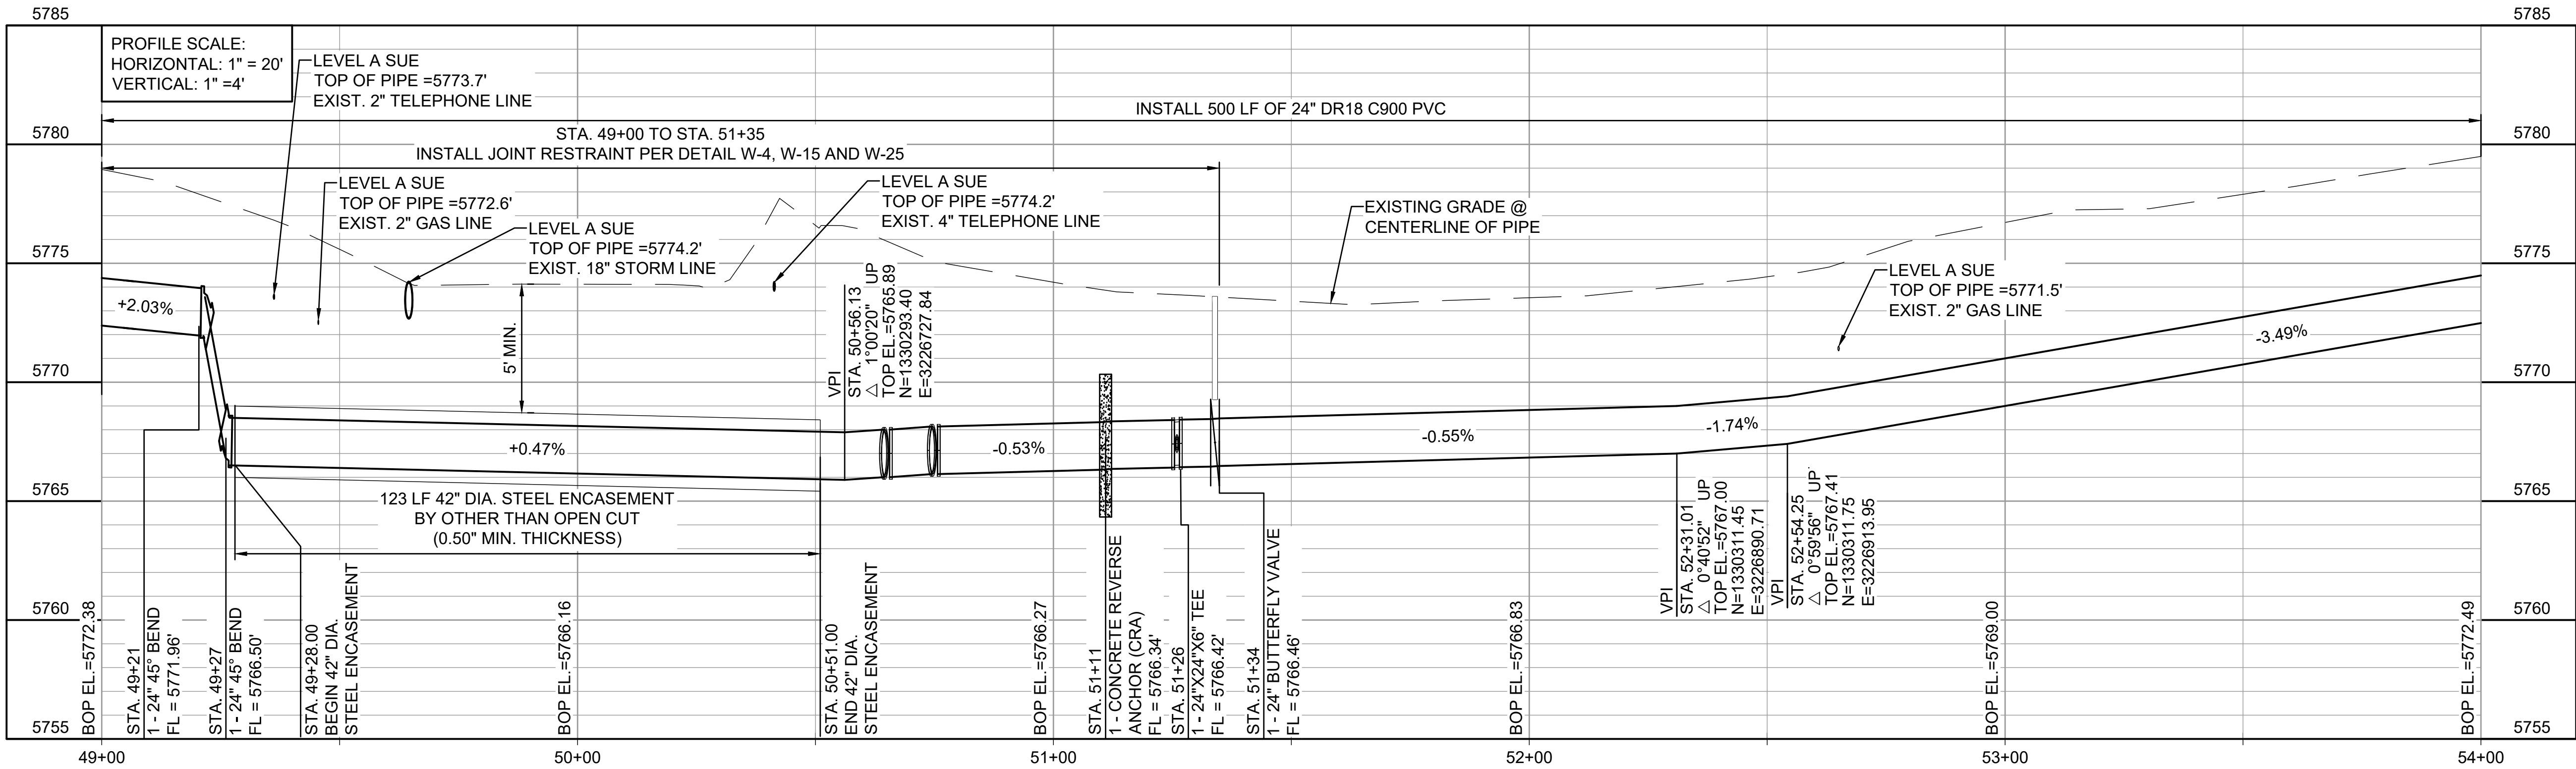 5785
5785
PROFILE SCALE:
HORIZONTAL: 1" = 20'
VERTICAL: 1" =4'
LEVEL A SUE
TOP OF PIPE =5773.7'
EXIST. 2" TELEPHONE LINE
INSTALL 500 LF OF 24" DR18 C900 PVC
5780
5780
STA. 49+00 TO STA. 51+35
INSTALL JOINT RESTRAINT PER DETAIL W-4, W-15 AND W-25
LEVEL A SUE
TOP OF PIPE =5772.6'
EXIST. 2" GAS LINE
LEVEL A SUE
TOP OF PIPE =5774.2'
EXIST. 18" STORM LINE
LEVEL A SUE
TOP OF PIPE =5774.2'
EXIST. 4" TELEPHONE LINE
EXISTING GRADE @
CENTERLINE OF PIPE
5775
5775
LEVEL A SUE
TOP OF PIPE =5771.5'
EXIST. 2" GAS LINE
+2.03%
5' MIN.
VPI
STA. 50+56.13
△ 1°00'20" UP
TOP EL.=5765.89
N=1330293.40
E=32267727.84
-3.49%
5770
5770
+0.47%
-0.53%
-0.55%
-1.74%
5765
5765
123 LF 42" DIA. STEEL ENCASEMENT
BY OTHER THAN OPEN CUT
(0.50" MIN. THICKNESS)
VPI
STA. 52+31.01
△ 0°40'52" UP
TOP EL.=5767.00
N=1330311.45
E=3226890.71
VPI
STA. 52+54.25
△ 0°59'56" UP
TOP EL.=5767.41
N=1330311.75
E=3226913.95
5760
5760
BOP EL.=5772.38
STA. 49+21
1 - 24" 45° BEND
FL = 5771.96'
STA. 49+27
1 - 24" 45° BEND
FL = 5766.50'
STA. 49+28.00
BEGIN 42" DIA.
STEEL ENCASEMENT
BOP EL.=5766.16
STA. 50+51.00
END 42" DIA.
STEEL ENCASEMENT
BOP EL.=5766.27
STA. 51+11
1 - CONCRETE REVERSE
ANCHOR (CRA)
FL = 5766.34'
STA. 51+26
1 - 24"X24"X6" TEE
FL = 5766.42'
STA. 51+34
1 - 24" BUTTERFLY VALVE
FL = 5766.46'
BOP EL.=5766.83
BOP EL.=5769.00
BOP EL.=5772.49
5755
5755
49+00
50+00
51+00
52+00
53+00
54+00